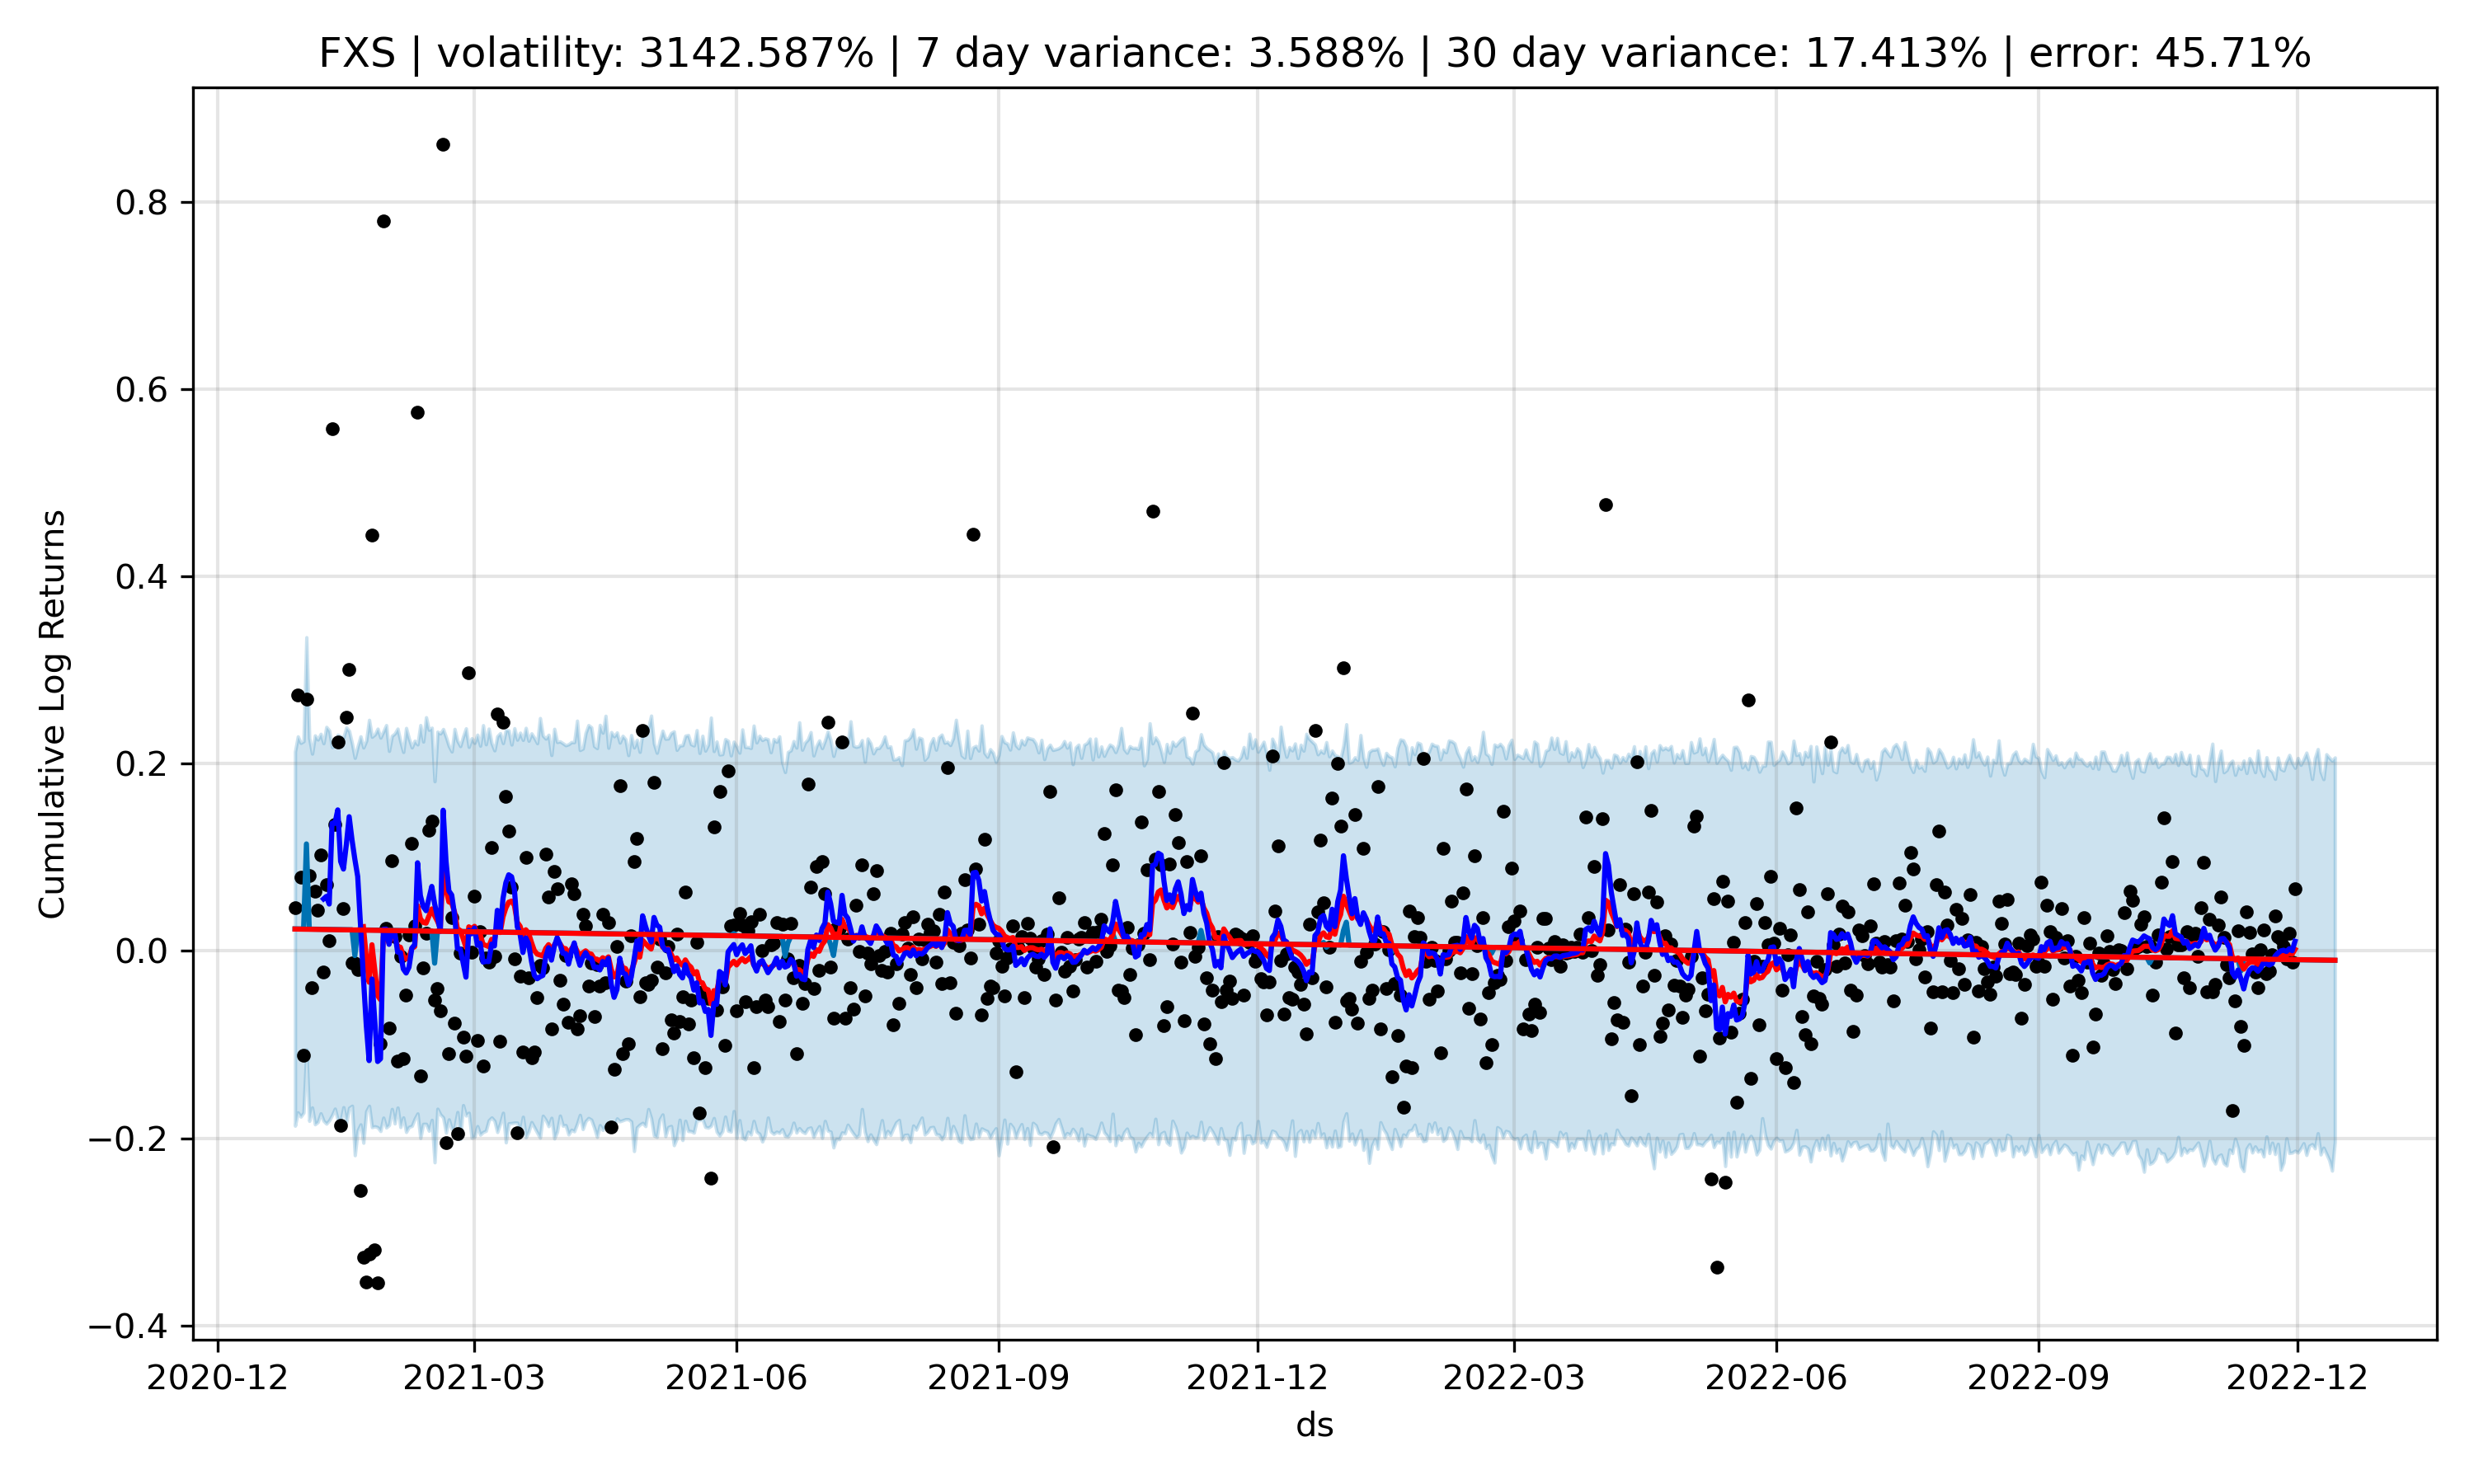 FXS | volatility: 3142.587% | 7 day variance: 3.588% | 30 day variance: 17.413% | error: 45.71%
Cumulative Log Returns
0.8
0.6
0.4
0.2
0.0
−0.2
−0.4
2020-12 2021-03 2021-06 2021-09 2021-12 2022-03 2022-06 2022-09 2022-12
ds